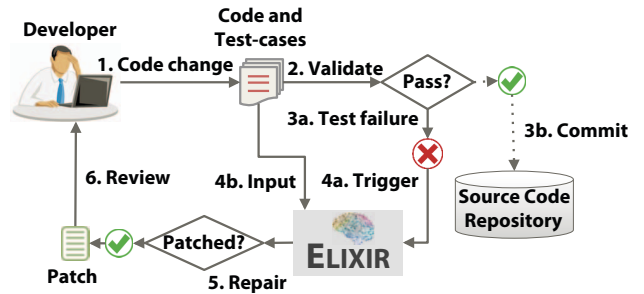 Developer
Code and
Test-cases
1. Code change
2. Validate
Pass?
3a. Test failure
3b. Commit
6. Review
4b. Input
4a. Trigger
Source Code
Repository
Patched?
ELIXIR
Patch
5. Repair